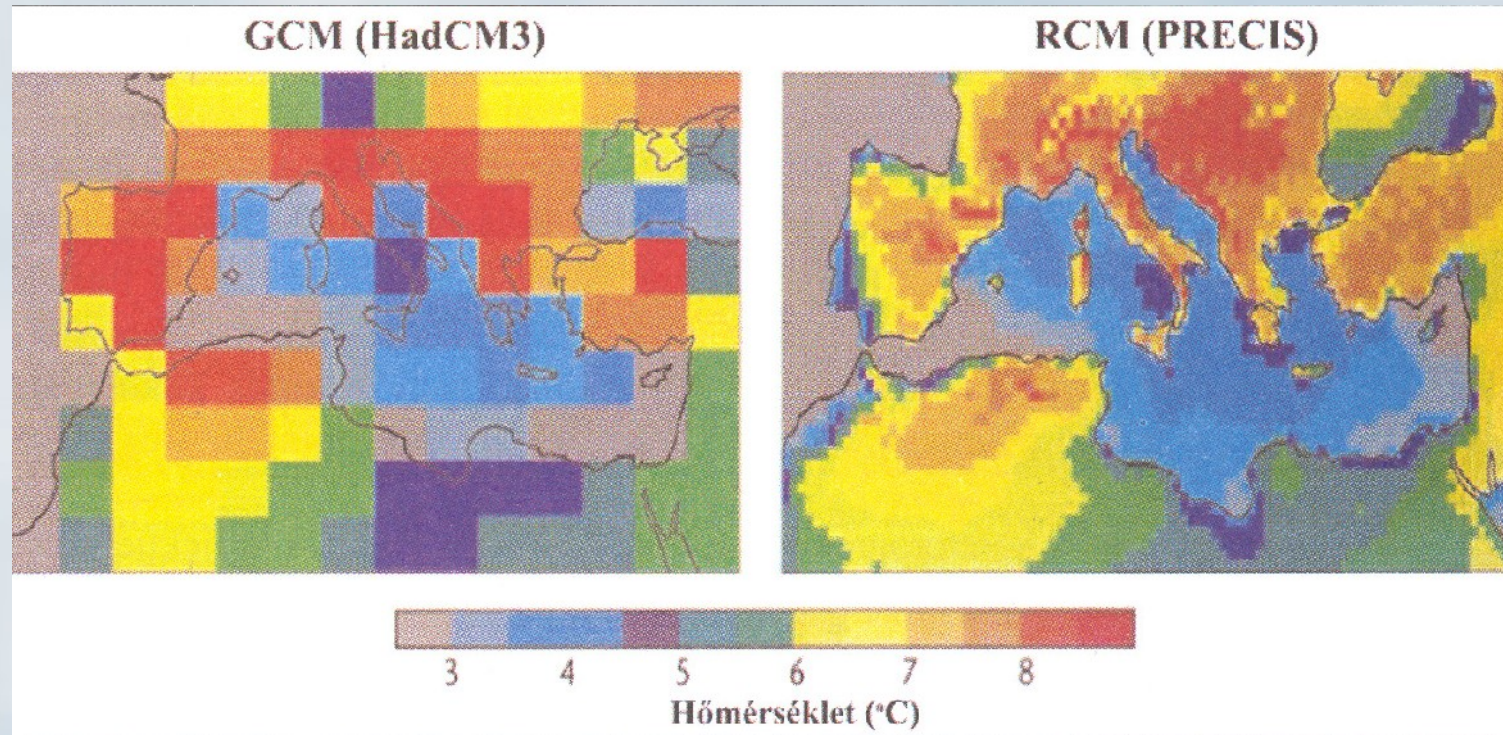 GCM (HadCM3)
RCM (PRECIS)
3 4 5 6 7 8
Hőmérséklet (°C)